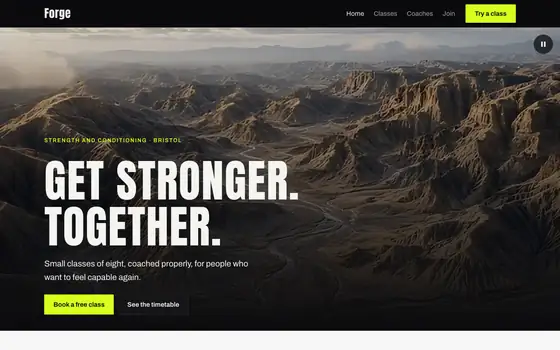 Forge
Home Classes Coaches Join Try a class
STRENGTH AND CONDITIONING · BRISTOL
GET STRONGER.
TOGETHER.
Small classes of eight, coached properly, for people who
want to feel capable again.
Book a free class See the timetable